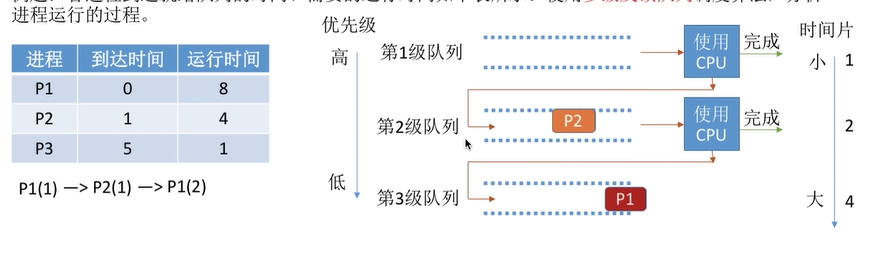 进程运行的过程。
优先级
时间片
进程 到达时间 运行时间
P1 0 8
P2 1 4
P3 5 1
P1(1) —> P2(1) —> P1(2)
高
低
第1级队列
使用
CPU
完成
小 1
第2级队列
P2
使用
CPU
完成
2
第3级队列
P1
大 4